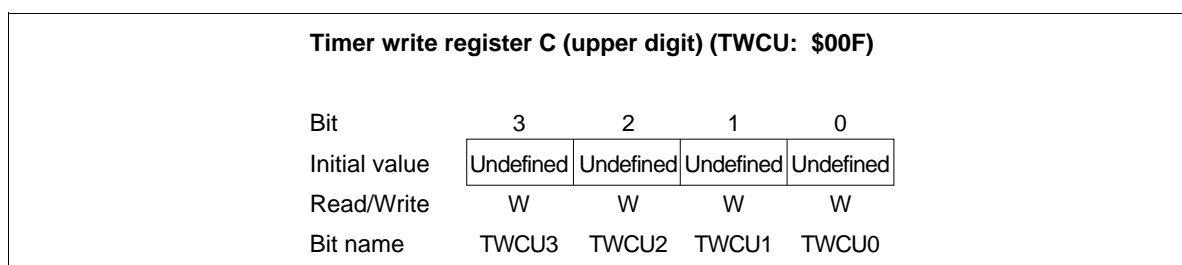 Timer write register C (upper digit) (TWCU: $00F)
Bit 3 2 1 0
Initial value Undefined Undefined Undefined Undefined
Read/Write W W W W
Bit name TWCU3 TWCU2 TWCU1 TWCU0